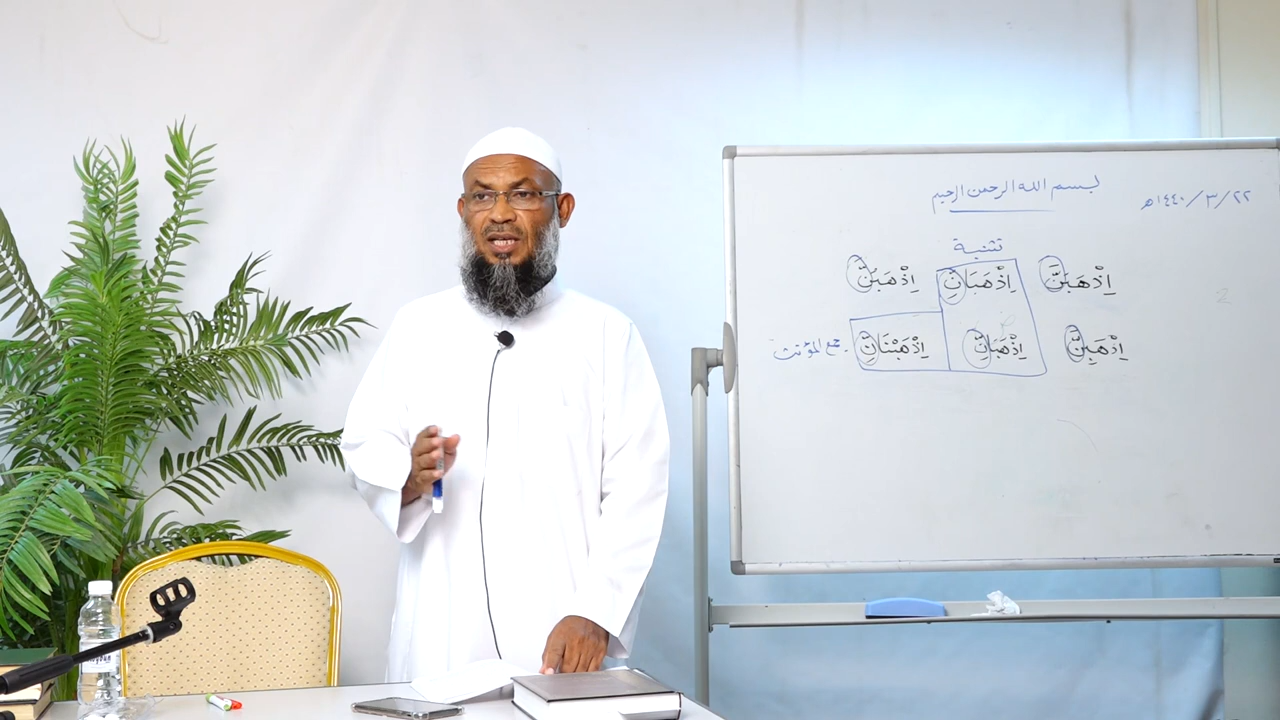 بسم الله الرحمن الرحيم
٢٢/٣/١٤٤٠هـ
تثنية
اِذْهَبَنَّ اِذْهَبَانِّ اِذْهَبُنَّ
اِذْهَبِنَّ اِذْهَبَانِّ اِذْهَبْنَانِّ جمع المؤنث